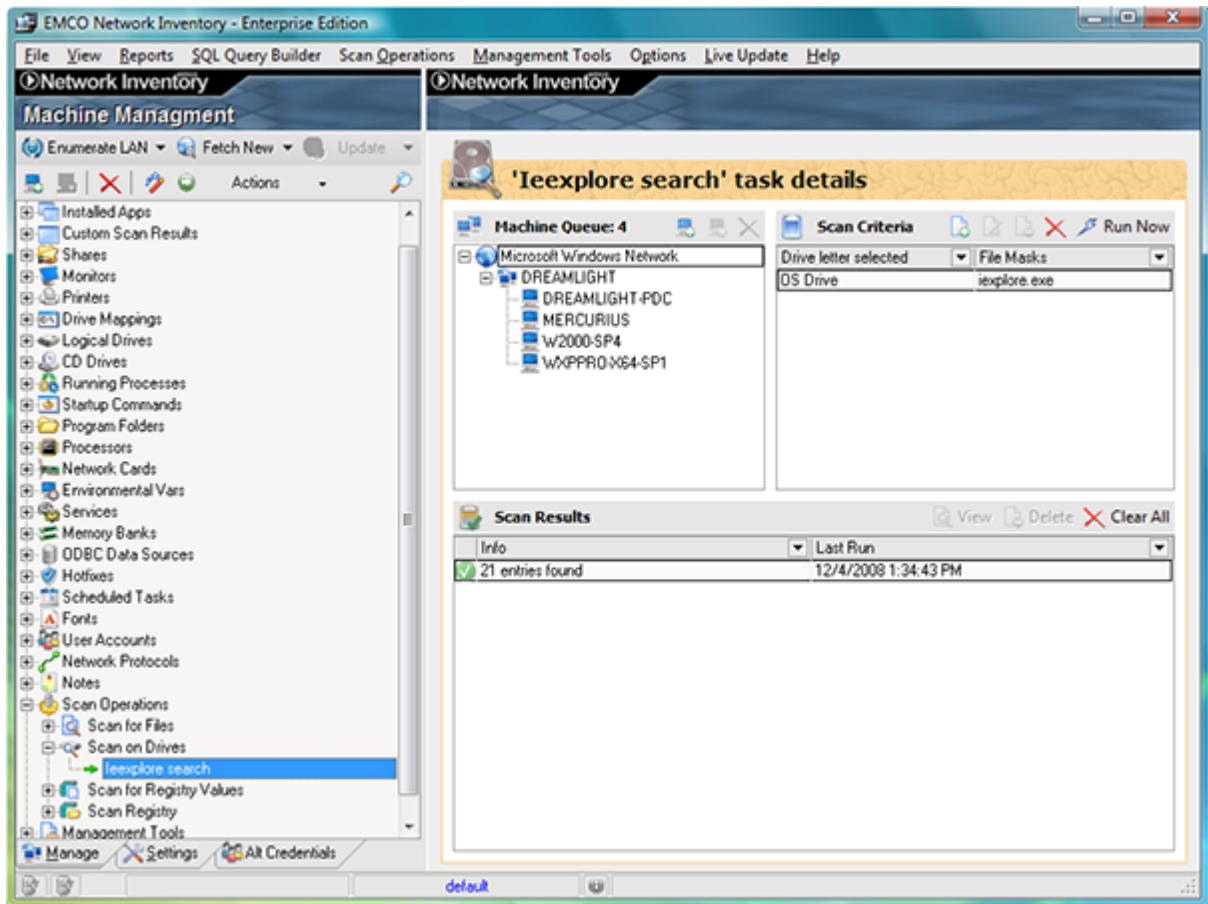 EMCO Network Inventory - Enterprise Edition
File View Reports SQL Query Builder Scan Operations Management Tools Options Live Update Help
Network Inventory
Machine Managment
Enumerate LAN Fetch New Update
Actions
Installed Apps
Custom Scan Results
Shares
Monitors
Printers
Drive Mappings
Logical Drives
CD Drives
Running Processes
Startup Commands
Program Folders
Processors
Network Cards
Environmental Vars
Services
Memory Banks
ODBC Data Sources
Hotfixes
Scheduled Tasks
Fonts
User Accounts
Network Protocols
Notes
Scan Operations
Scan for Files
Scan on Drives
Ieexplore search
Scan for Registry Values
Scan Registry
Management Tools
Manage Settings Alt Credentials
Network Inventory
'Ieexplore search' task details
Machine Queue: 4
Microsoft Windows Network
DREAMLIGHT
DREAMLIGHT-PDC
MERCURIUS
W2000-SP4
WXPPRO-X64-SP1
Scan Criteria Run Now
Drive letter selected File Masks
OS Drive iexplore.exe
Scan Results View Delete Clear All
Info Last Run
21 entries found 12/4/2008 1:34:43 PM
default